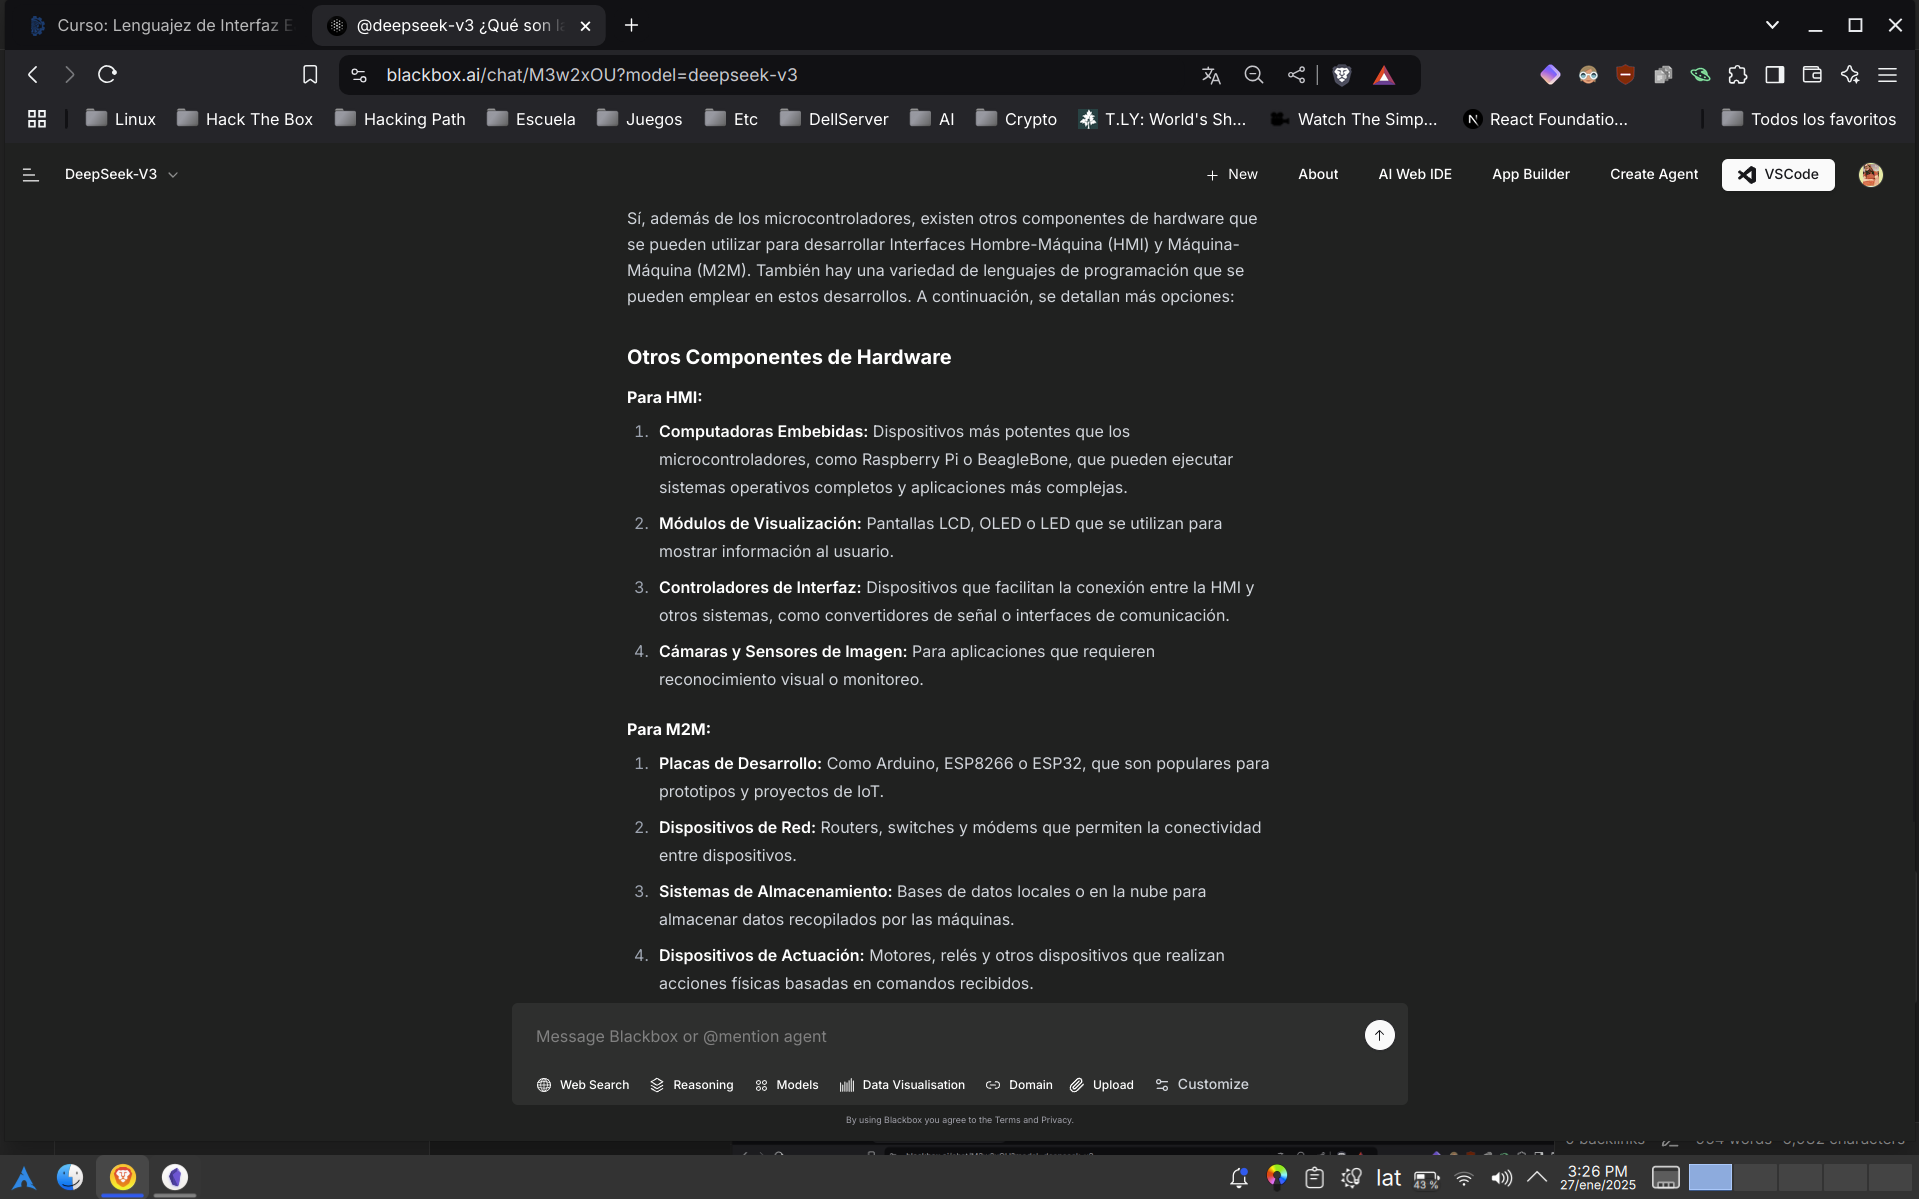 Curso: Lenguajez de Interfaz E
@deepseek-v3 ¿Qué son la
blackbox.ai/chat/M3w2xOU?model=deepseek-v3
Linux
Hack The Box
Hacking Path
Escuela
Juegos
Etc
DellServer
AI
Crypto
T.LY: World's Sh...
Watch The Simp...
React Foundatio...
Todos los favoritos
DeepSeek-V3
New
About
AI Web IDE
App Builder
Create Agent
VSCode
Sí, además de los microcontroladores, existen otros componentes de hardware que
se pueden utilizar para desarrollar Interfaces Hombre-Máquina (HMI) y Máquina-
Máquina (M2M). También hay una variedad de lenguajes de programación que se
pueden emplear en estos desarrollos. A continuación, se detallan más opciones:
Otros Componentes de Hardware
Para HMI:
1. Computadoras Embebidas: Dispositivos más potentes que los
microcontroladores, como Raspberry Pi o BeagleBone, que pueden ejecutar
sistemas operativos completos y aplicaciones más complejas.
2. Módulos de Visualización: Pantallas LCD, OLED o LED que se utilizan para
mostrar información al usuario.
3. Controladores de Interfaz: Dispositivos que facilitan la conexión entre la HMI y
otros sistemas, como convertidores de señal o interfaces de comunicación.
4. Cámaras y Sensores de Imagen: Para aplicaciones que requieren
reconocimiento visual o monitoreo.
Para M2M:
1. Placas de Desarrollo: Como Arduino, ESP8266 o ESP32, que son populares para
prototipos y proyectos de IoT.
2. Dispositivos de Red: Routers, switches y módems que permiten la conectividad
entre dispositivos.
3. Sistemas de Almacenamiento: Bases de datos locales o en la nube para
almacenar datos recopilados por las máquinas.
4. Dispositivos de Actuación: Motores, relés y otros dispositivos que realizan
acciones físicas basadas en comandos recibidos.
Message Blackbox or @mention agent
Web Search
Reasoning
Models
Data Visualisation
Domain
Upload
Customize
By using Blackbox you agree to the Terms and Privacy.
lat
43 %
3:26 PM
27/ene/2025